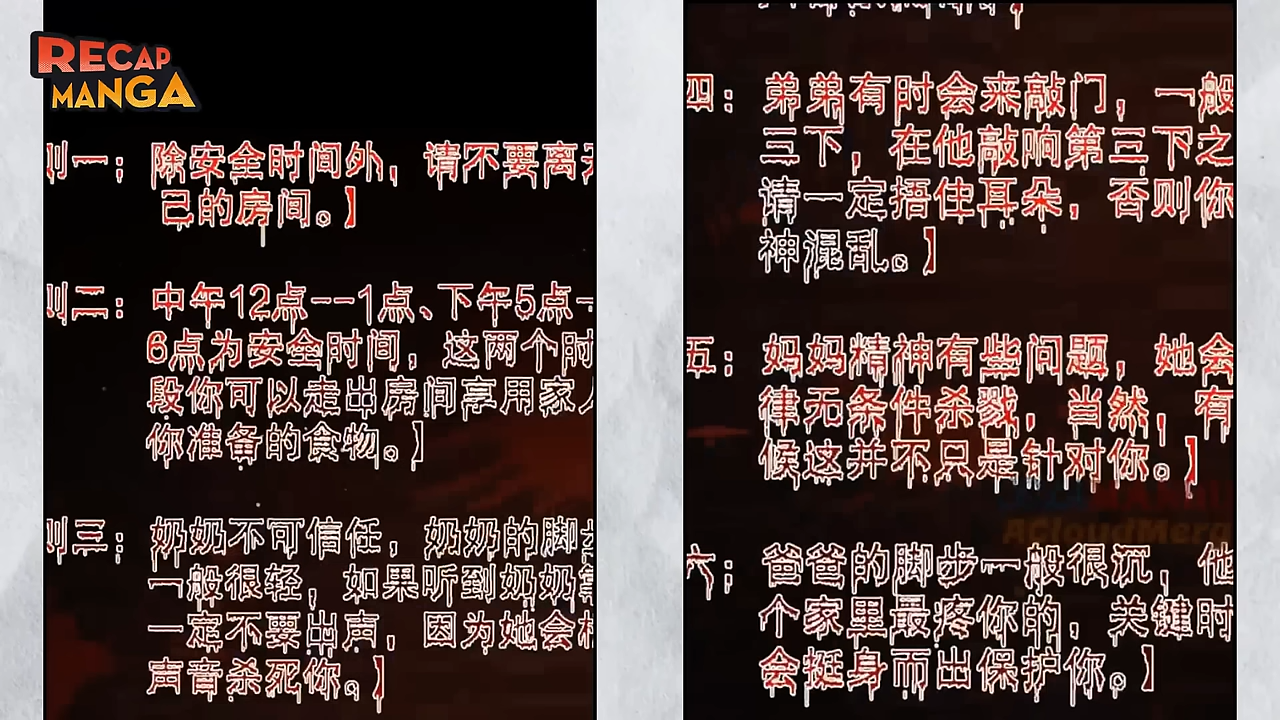 RECAP
MANGA
则一：除安全时间外，请不要离
己的房间。】
则二：中午12点--1点、下午5点-
6点为安全时间，这两个时
段你可以走出房间享用家人
你准备的食物。】
则三：奶奶不可信任，奶奶的脚
一般很轻，如果听到奶奶
一定不要出声，因为她会
声音杀死你。】
四：弟弟有时会来敲门，一般
三下，在他敲响第三下之
请一定捂住耳朵，否则你
神混乱。】
五：妈妈精神有些问题，她会
律无条件杀戮，当然，有
候这并不只是针对你。】
六：爸爸的脚步一般很沉，他
个家里最疼你的，关键时
会挺身而出保护你。】